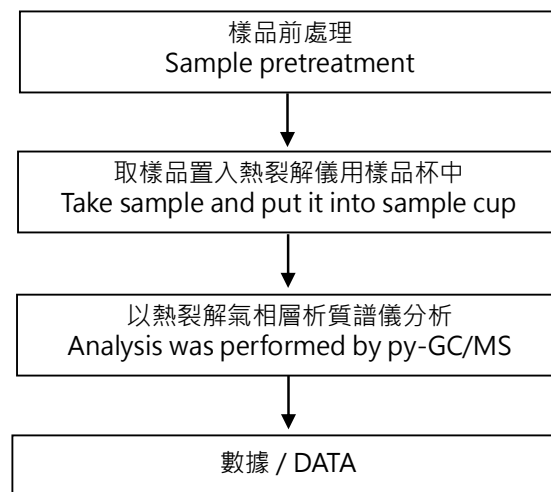 樣品前處理
Sample pretreatment
取樣品置入熱裂解儀用樣品杯中
Take sample and put it into sample cup
以熱裂解氣相層析質譜儀分析
Analysis was performed by py-GC/MS
數據 / DATA